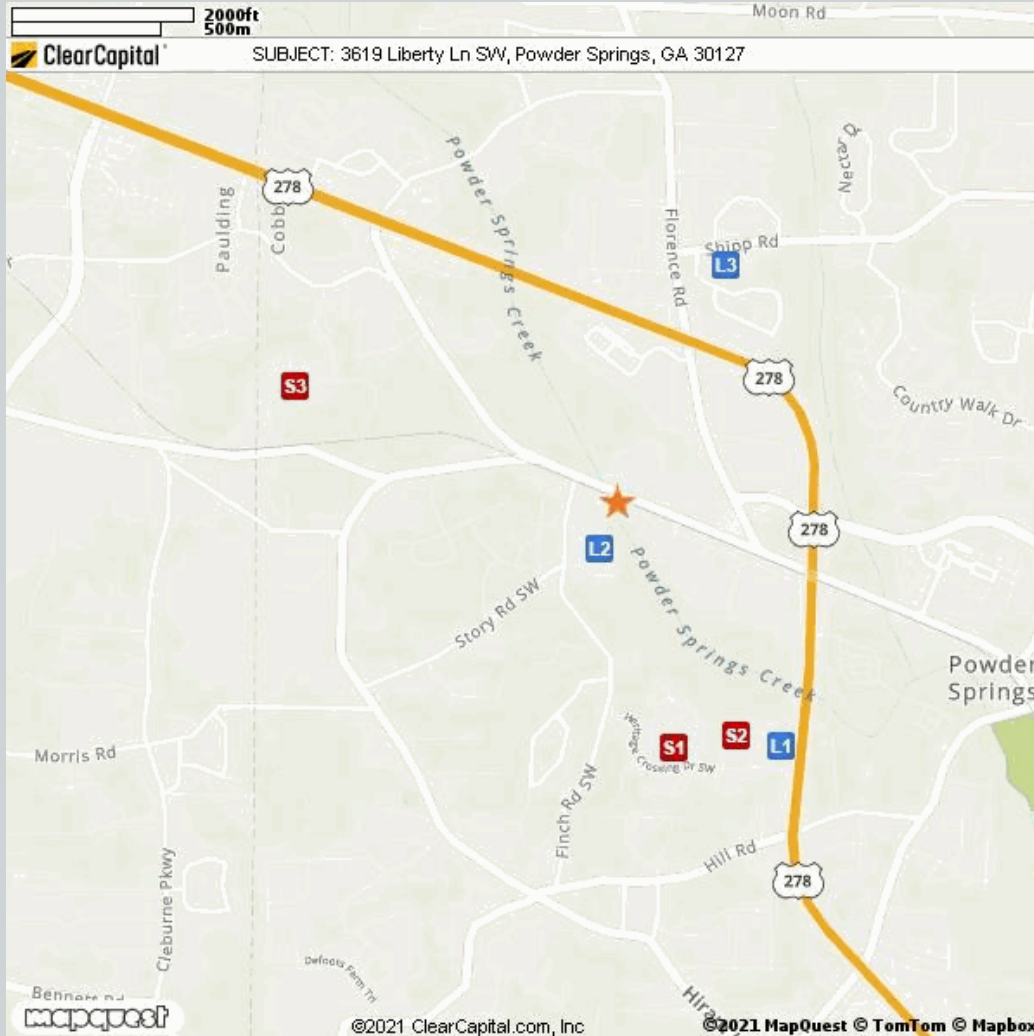 2000ft
500m
Moon Rd
ClearCapital
SUBJECT: 3619 Liberty Ln SW, Powder Springs, GA 30127
Powder Springs Creek
Nectar D
278
Paulding
Cobb
Florence Rd
Shipp Rd
L3
S3
278
Country Walk Dr
278
L2
Story Rd SW
Powder Springs Creek
Powder
Springs
S1
S2
L1
Heritage Crossing Dr SW
Morris Rd
Finch Rd SW
Hill Rd
278
Cleburne Pkwy
Defoors Farm Trl
Bennett Rd
Hiram
mapquest
©2021 ClearCapital.com, Inc
©2021 MapQuest © TomTom © Mapbox